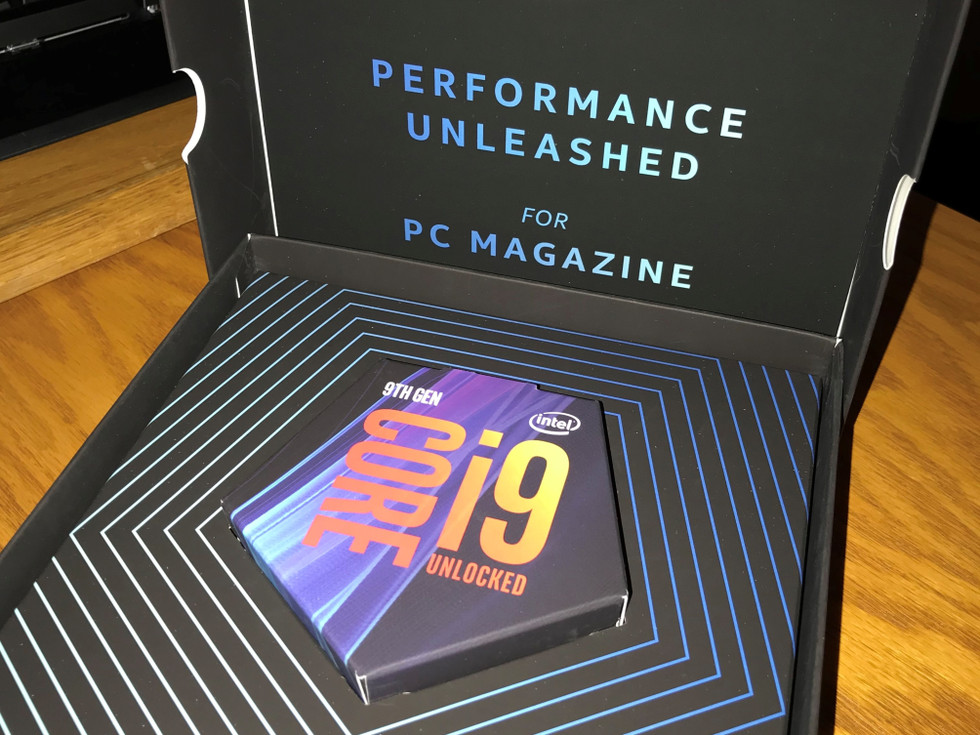 PERFORMANCE
UNLEASHED
FOR
PC MAGAZINE
9TH GEN
intel
CORE
i9
UNLOCKED